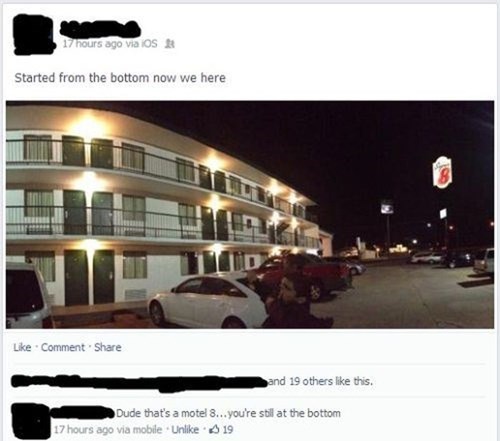 17 hours ago via iOS
Started from the bottom now we here
8
Like · Comment · Share
and 19 others like this.
Dude that's a motel 8...you're still at the bottom
17 hours ago via mobile · Unlike · 19